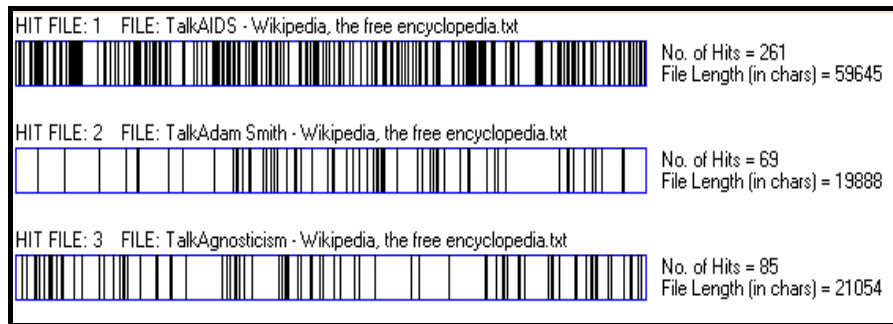 HIT FILE: 1 FILE: TalkAIDS - Wikipedia, the free encyclopedia.txt
No. of Hits = 261
File Length (in chars) = 59645
HIT FILE: 2 FILE: TalkAdam Smith - Wikipedia, the free encyclopedia.txt
No. of Hits = 69
File Length (in chars) = 19888
HIT FILE: 3 FILE: TalkAgnosticism - Wikipedia, the free encyclopedia.txt
No. of Hits = 85
File Length (in chars) = 21054